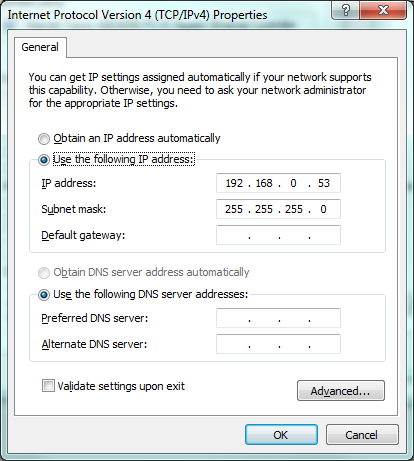 Internet Protocol Version 4 (TCP/IPv4) Properties
General
You can get IP settings assigned automatically if your network supports
this capability. Otherwise, you need to ask your network administrator
for the appropriate IP settings.
Obtain an IP address automatically
Use the following IP address:
IP address: 192 . 168 . 0 . 53
Subnet mask: 255 . 255 . 255 . 0
Default gateway: . . .
Obtain DNS server address automatically
Use the following DNS server addresses:
Preferred DNS server: . . .
Alternate DNS server: . . .
Validate settings upon exit
Advanced...
OK Cancel